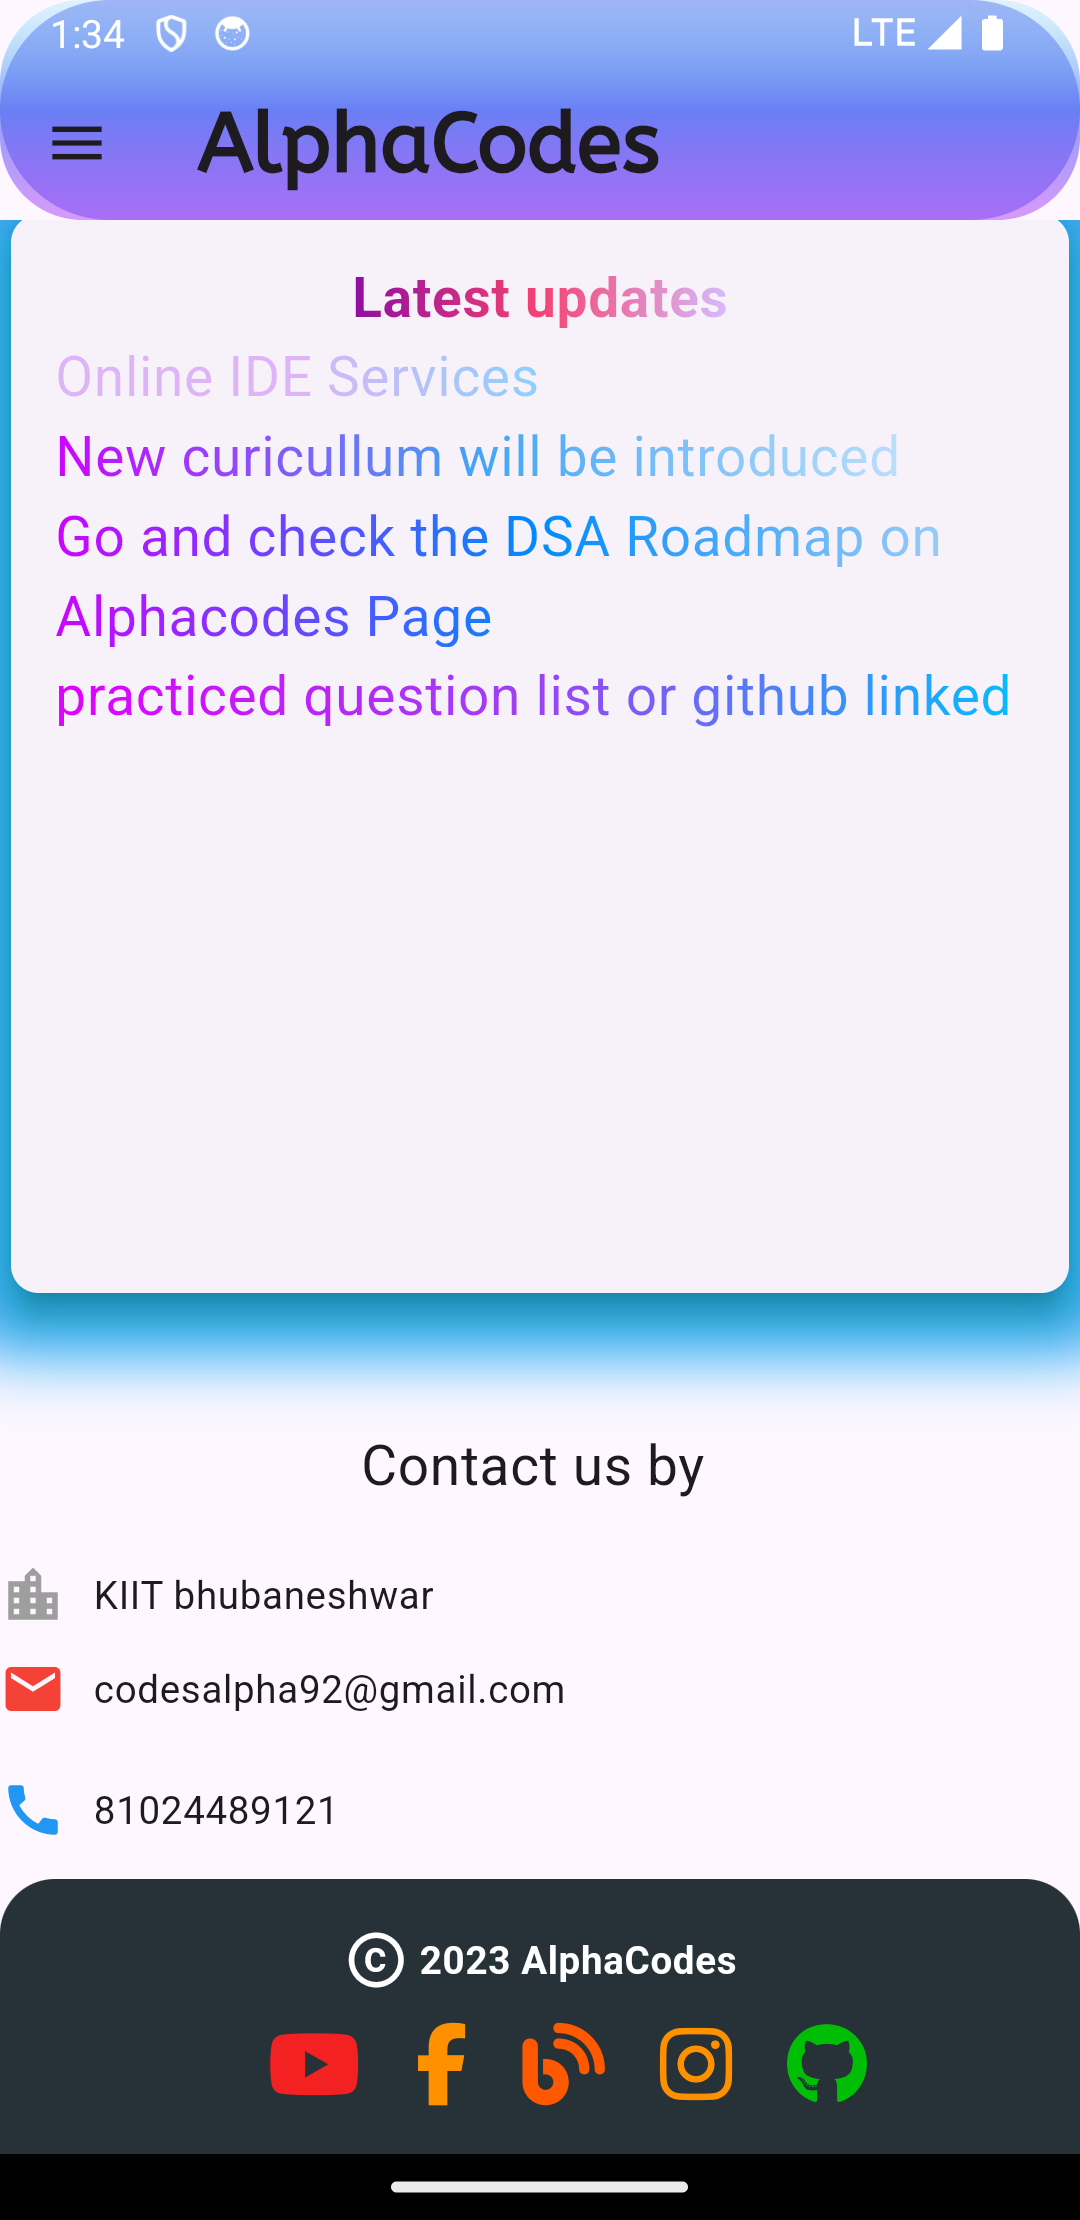 1:34
LTE
AlphaCodes
Latest updates
Online IDE Services
New curicullum will be introduced
Go and check the DSA Roadmap on
Alphacodes Page
practiced question list or github linked
Contact us by
KIIT bhubaneshwar
codesalpha92@gmail.com
81024489121
© 2023 AlphaCodes